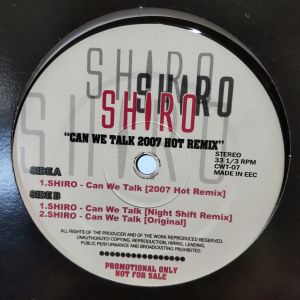 SHIRO
SHIRO
SHIRO
SHIRO
"CAN WE TALK 2007 HOT REMIX"
STEREO
33 1/3 RPM
CWT-07
MADE IN EEC
SIDE A
1.SHIRO - Can We Talk [2007 Hot Remix]
SIDE B
1.SHIRO - Can We Talk [Night Shift Remix]
2.SHIRO - Can We Talk [Original]
ALL RIGHTS OF THE PRODUCER AND OF THE WORK REPRODUCED RESERVED.
UNAUTHORIZED COPYING, REPRODUCTION, HIRING, LENDING,
PUBLIC PERFORMANCE AND BROADCASTING PROHIBITED.
PROMOTIONAL ONLY
NOT FOR SALE